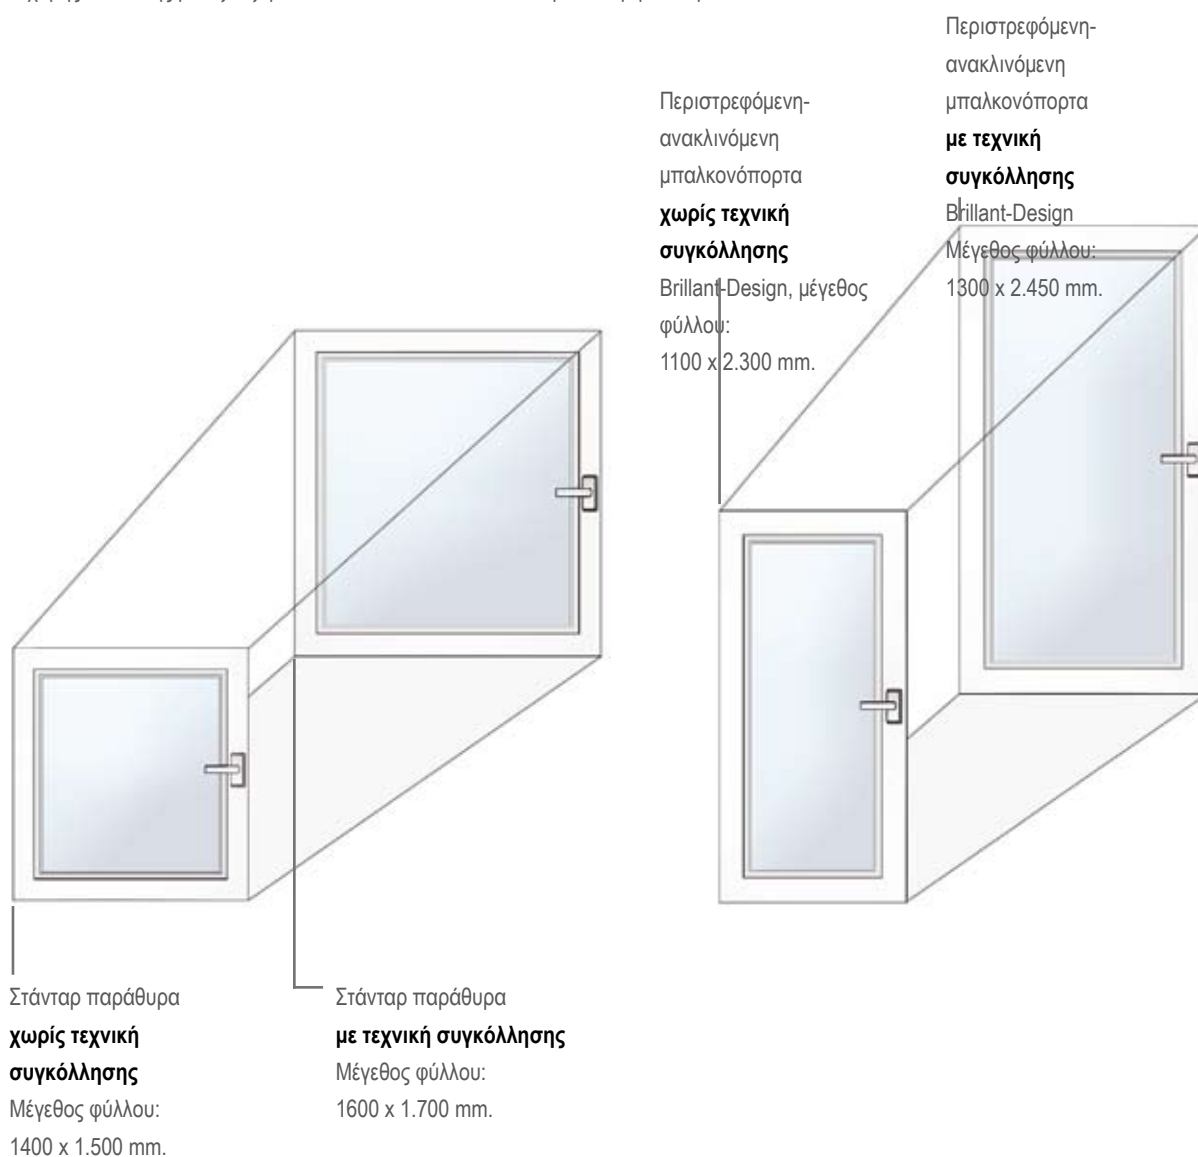 Περιστρεφόμενη-
ανακλινόμενη
μπαλκονόπορτα
χωρίς τεχνική
συγκόλλησης
Brillant-Design, μέγεθος
φύλλου:
1100 x 2.300 mm.
Περιστρεφόμενη-
ανακλινόμενη
μπαλκονόπορτα
με τεχνική
συγκόλλησης
Brillant-Design
Μέγεθος φύλλου:
1300 x 2.450 mm.
Στάνταρ παράθυρα
χωρίς τεχνική
συγκόλλησης
Μέγεθος φύλλου:
1400 x 1.500 mm.
Στάνταρ παράθυρα
με τεχνική συγκόλλησης
Μέγεθος φύλλου:
1600 x 1.700 mm.